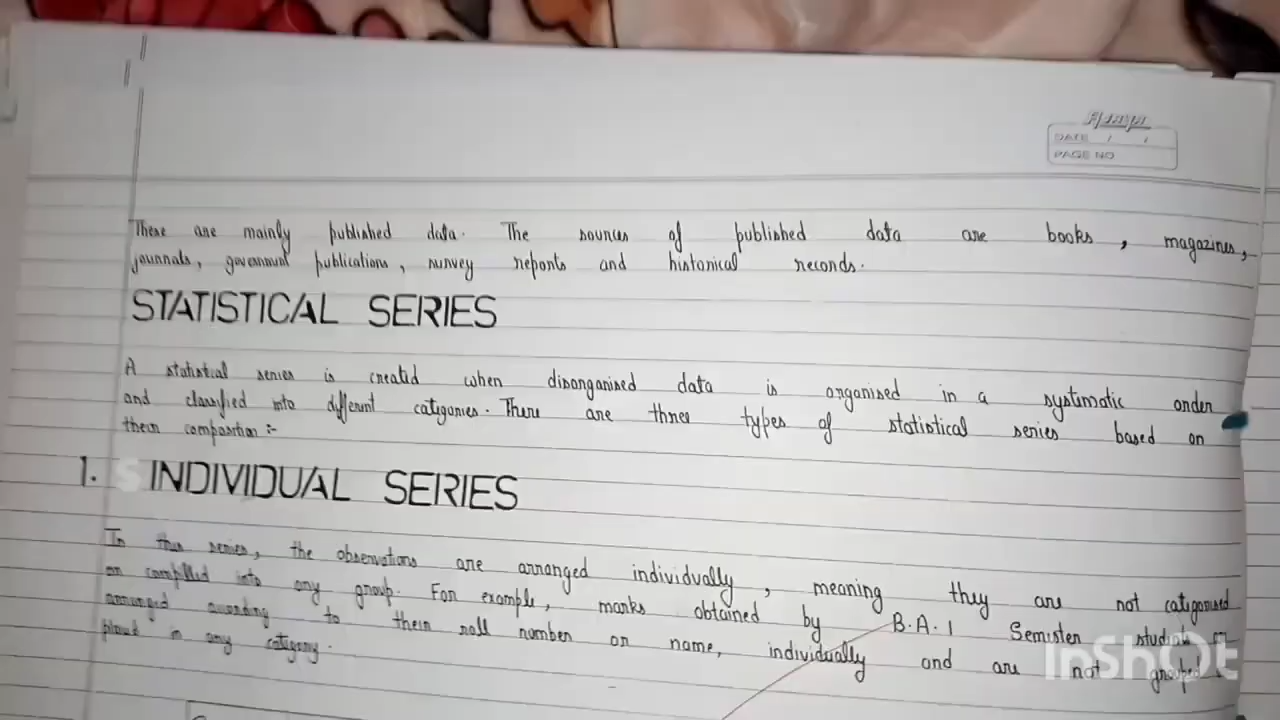 Ajaya
DATE / /
PAGE NO
These are mainly published data. The sources of published data are books, magazines,
journals, government publications, survey reports and historical records.
STATISTICAL SERIES
A statistical series is created when disorganised data is organised in a systematic order
and classified into different categories. There are three types of statistical series based on
their composition :-
1. INDIVIDUAL SERIES
In this series, the observations are arranged individually, meaning they are not categorised
or compiled into any group. For example, marks obtained by B.A.1 Semister students
arranged according to their roll number or name, individually and are not grouped
placed in any category.
InShOt